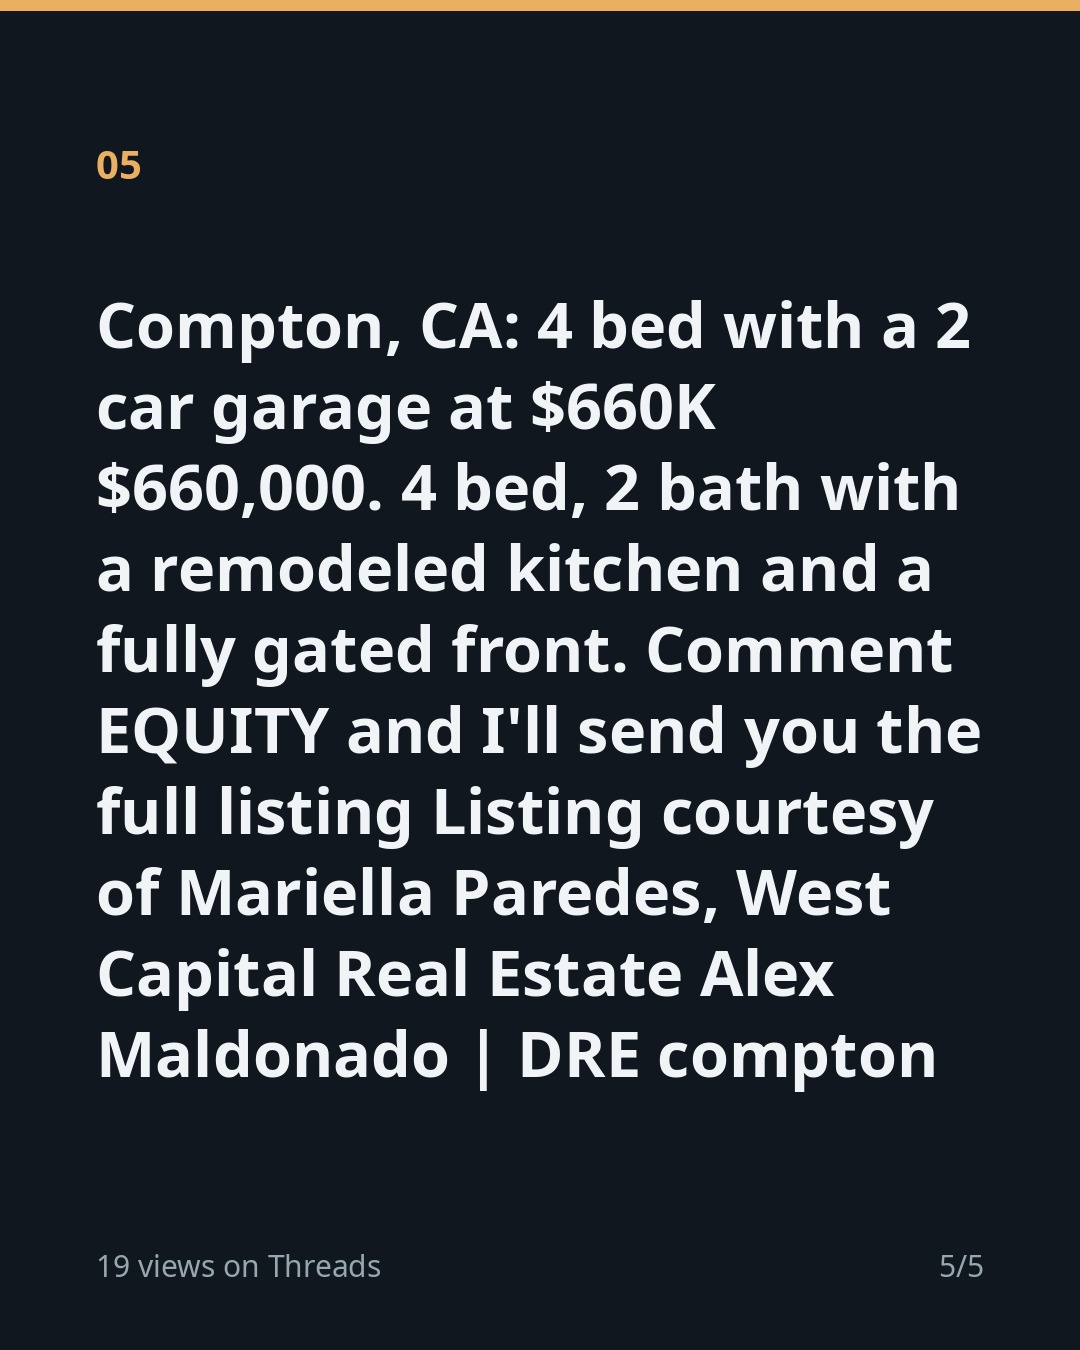 05
Compton, CA: 4 bed with a 2
car garage at $660K
$660,000. 4 bed, 2 bath with
a remodeled kitchen and a
fully gated front. Comment
EQUITY and I'll send you the
full listing Listing courtesy
of Mariella Paredes, West
Capital Real Estate Alex
Maldonado | DRE compton
19 views on Threads
5/5